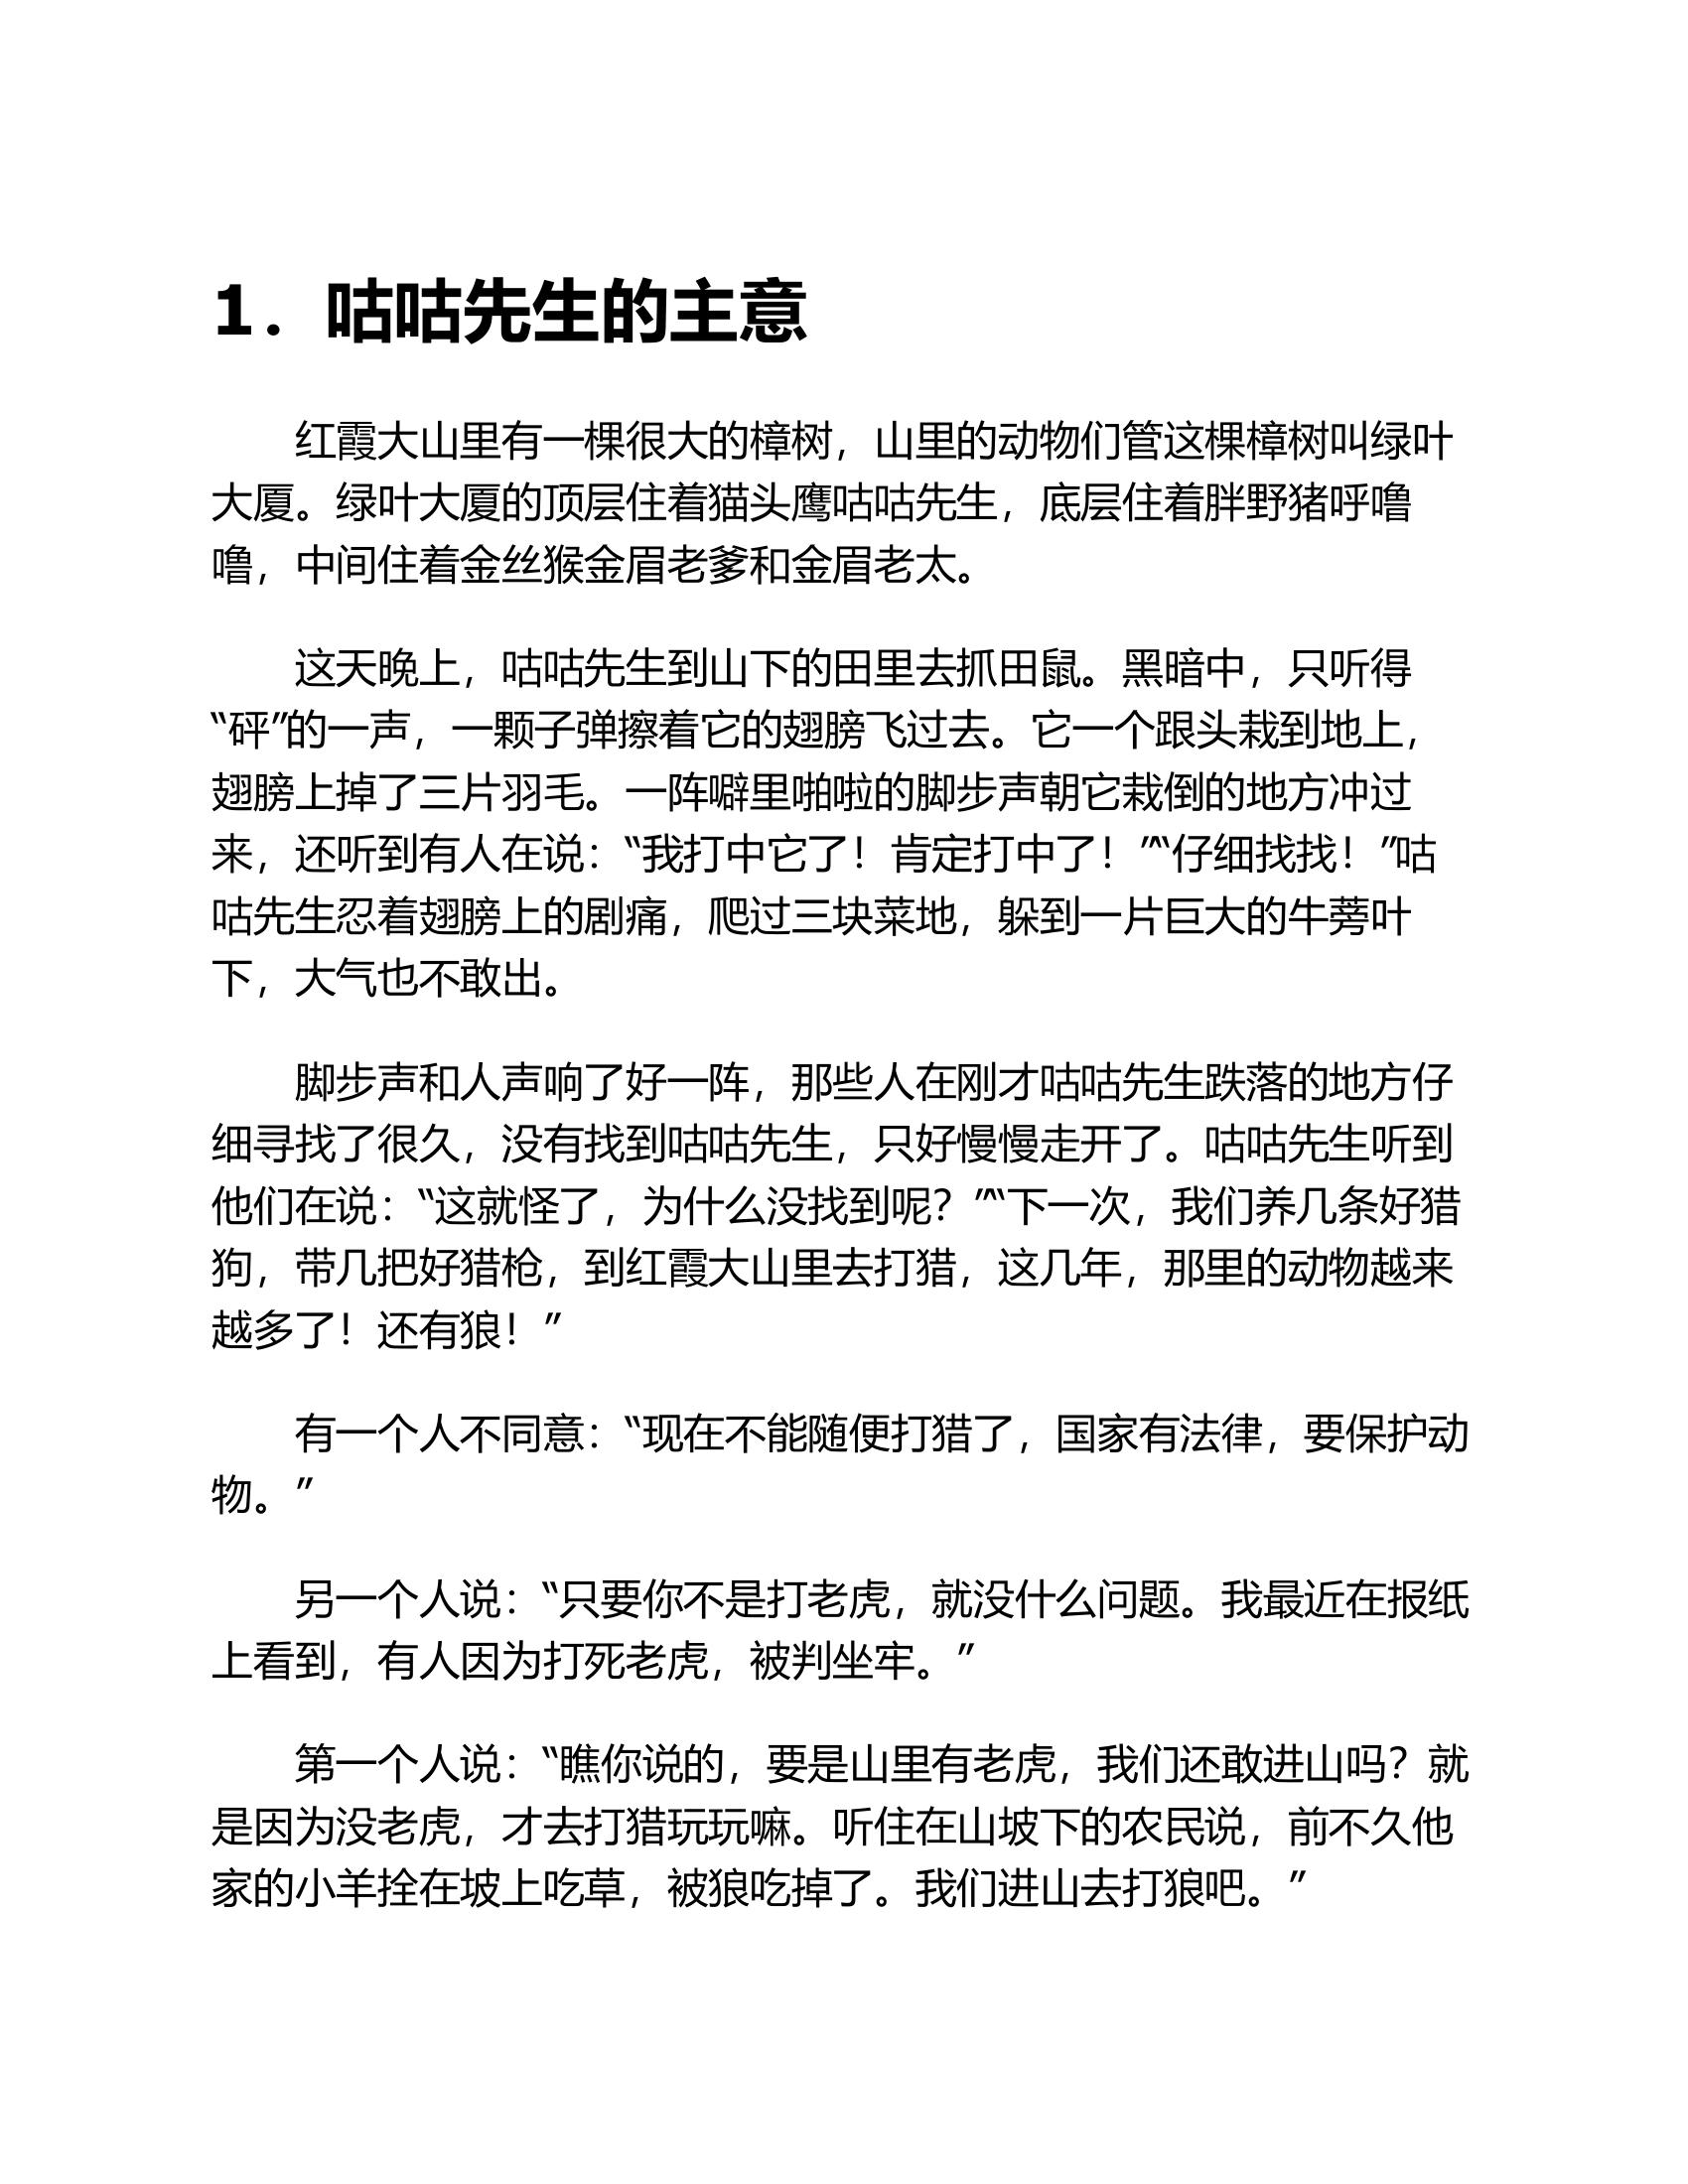 1．咕咕先生的主意
红霞大山里有一棵很大的樟树，山里的动物们管这棵樟树叫绿叶
大厦。绿叶大厦的顶层住着猫头鹰咕咕先生，底层住着胖野猪呼噜
噜，中间住着金丝猴金眉老爹和金眉老太。
这天晚上，咕咕先生到山下的田里去抓田鼠。黑暗中，只听得
“砰”的一声，一颗子弹擦着它的翅膀飞过去。它一个跟头栽到地上，
翅膀上掉了三片羽毛。一阵噼里啪啦的脚步声朝它栽倒的地方冲过
来，还听到有人在说：“我打中它了！肯定打中了！”“仔细找找！”咕
咕先生忍着翅膀上的剧痛，爬过三块菜地，躲到一片巨大的牛蒡叶
下，大气也不敢出。
脚步声和人声响了好一阵，那些人在刚才咕咕先生跌落的地方仔
细寻找了很久，没有找到咕咕先生，只好慢慢走开了。咕咕先生听到
他们在说：“这就怪了，为什么没找到呢？”“下一次，我们养几条好猎
狗，带几把好猎枪，到红霞大山里去打猎，这几年，那里的动物越来
越多了！还有狼！”
有一个人不同意：“现在不能随便打猎了，国家有法律，要保护动
物。”
另一个人说：“只要你不是打老虎，就没什么问题。我最近在报纸
上看到，有人因为打死老虎，被判坐牢。”
第一个人说：“瞧你说的，要是山里有老虎，我们还敢进山吗？就
是因为没老虎，才去打猎玩玩嘛。听住在山坡下的农民说，前不久他
家的小羊拴在坡上吃草，被狼吃掉了。我们进山去打狼吧。”